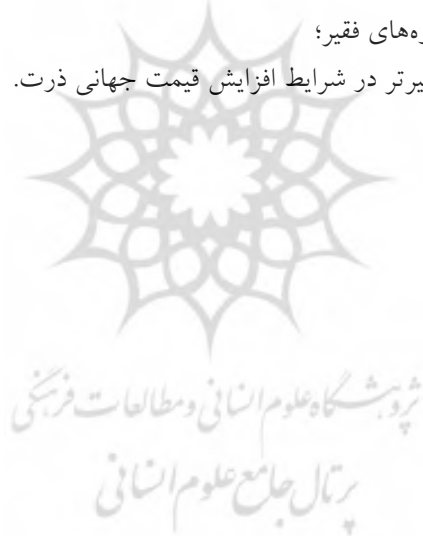 ه‌های فقیر؛
یرتر در شرایط افزایش قیمت جهانی ذرت.
پژوهشگاه علوم انسانی و مطالعات فرهنگی
پرتال جامع علوم انسانی